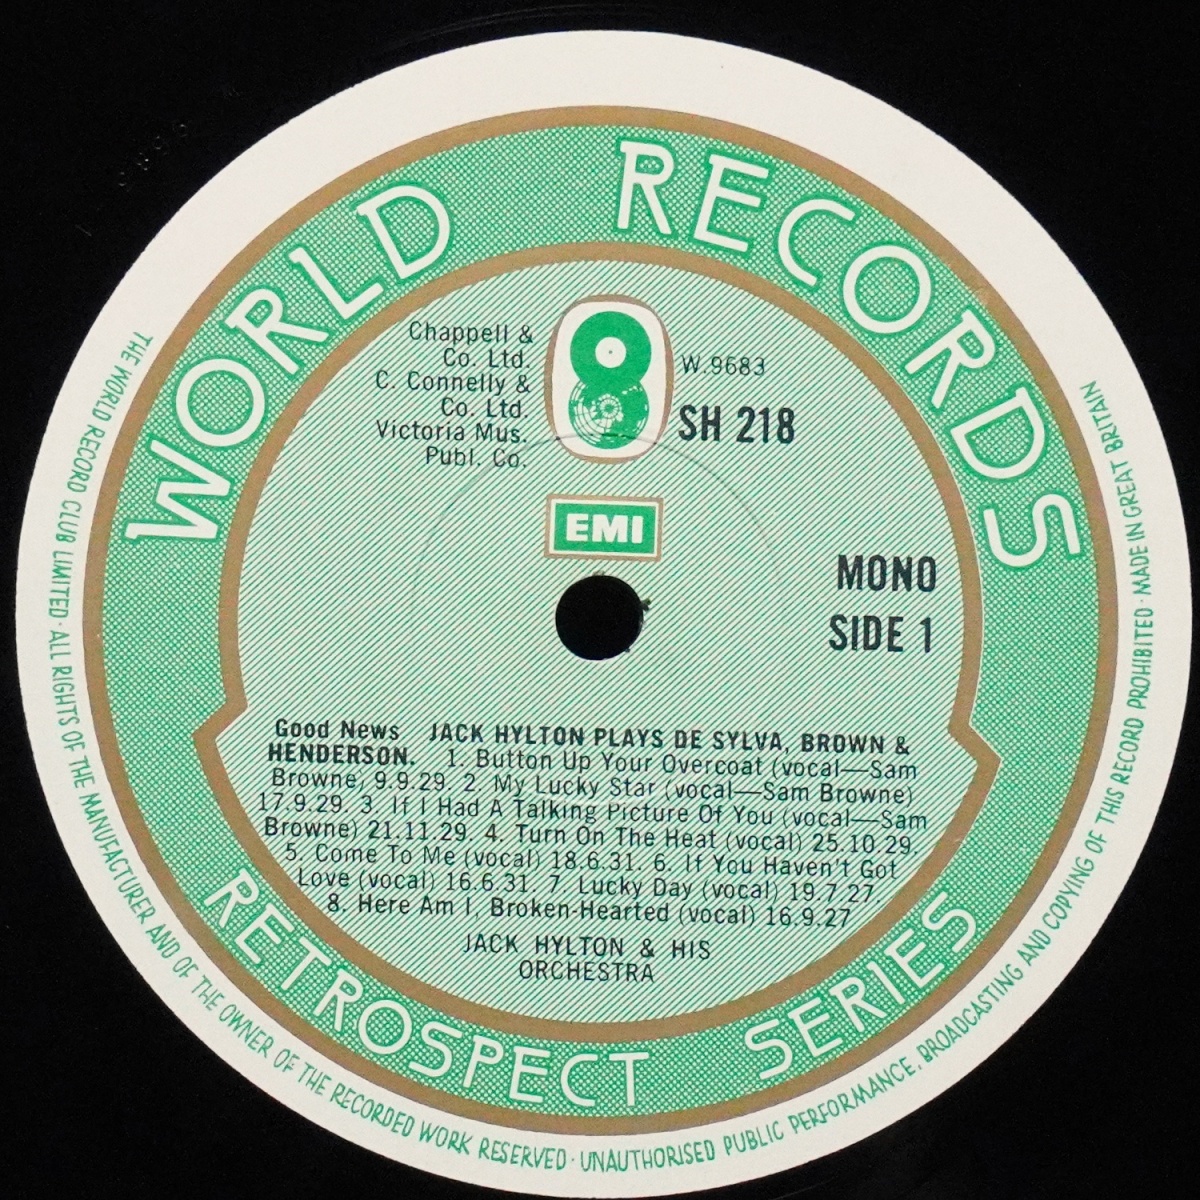 WORLD RECORDS
Chappell &
Co. Ltd.
C. Connelly &
Co. Ltd.
Victoria Mus.
Publ. Co.
W.9683
SH 218
EMI
MONO
SIDE 1
Good News JACK HYLTON PLAYS DE SYLVA, BROWN &
HENDERSON. 1. Button Up Your Overcoat (vocal—Sam
Browne) 9.9.29. 2. My Lucky Star (vocal—Sam Browne)
17.9.29. 3. If I Had A Talking Picture Of You (vocal—Sam
Browne) 21.11.29. 4. Turn On The Heat (vocal) 25.10.29.
5. Come To Me (vocal) 18.6.31. 6. If You Haven't Got
Love (vocal) 16.6.31. 7. Lucky Day (vocal) 19.7.27.
8. Here Am I, Broken-Hearted (vocal) 16.9.27
JACK HYLTON & HIS
ORCHESTRA
RETROSPECT SERIES
THE WORLD RECORD CLUB LIMITED · ALL RIGHTS OF THE MANUFACTURER AND OF THE OWNER OF THE RECORDED WORK RESERVED · UNAUTHORISED PUBLIC PERFORMANCE, BROADCASTING AND COPYING OF THIS RECORD PROHIBITED · MADE IN GREAT BRITAIN